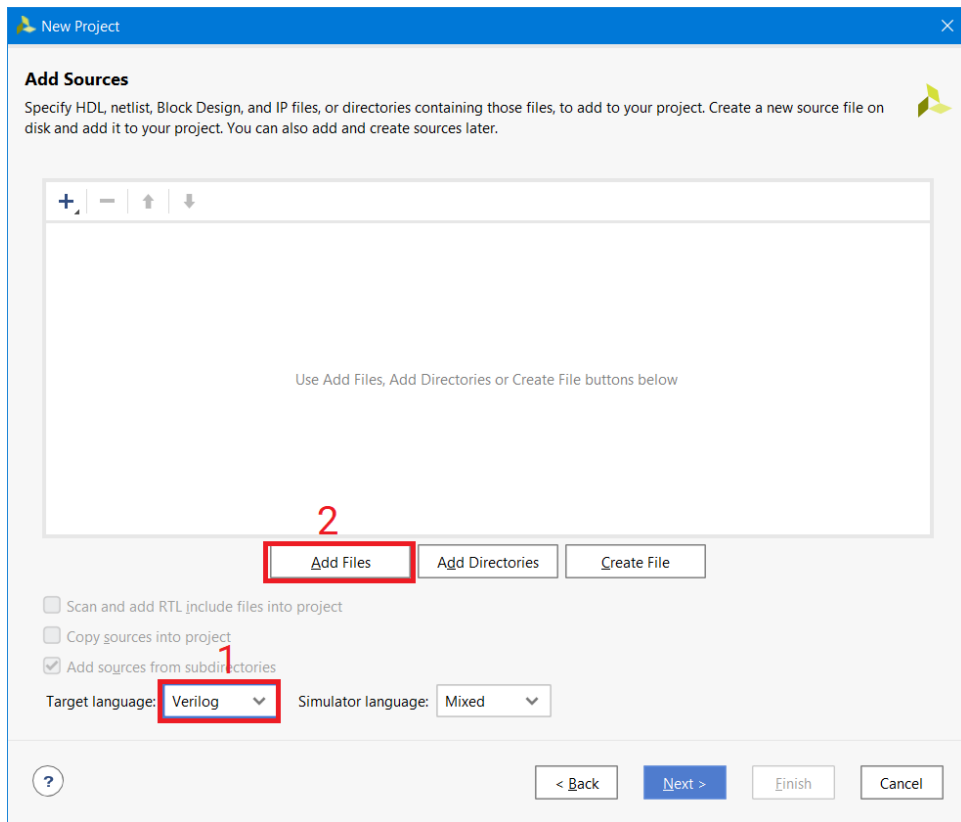 New Project
Add Sources
Specify HDL, netlist, Block Design, and IP files, or directories containing those files, to add to your project. Create a new source file on
disk and add it to your project. You can also add and create sources later.
Use Add Files, Add Directories or Create File buttons below
2
Add Files Add Directories Create File
Scan and add RTL include files into project
Copy sources into project
1
Add sources from subdirectories
Target language: Verilog Simulator language: Mixed
? < Back Next > Finish Cancel